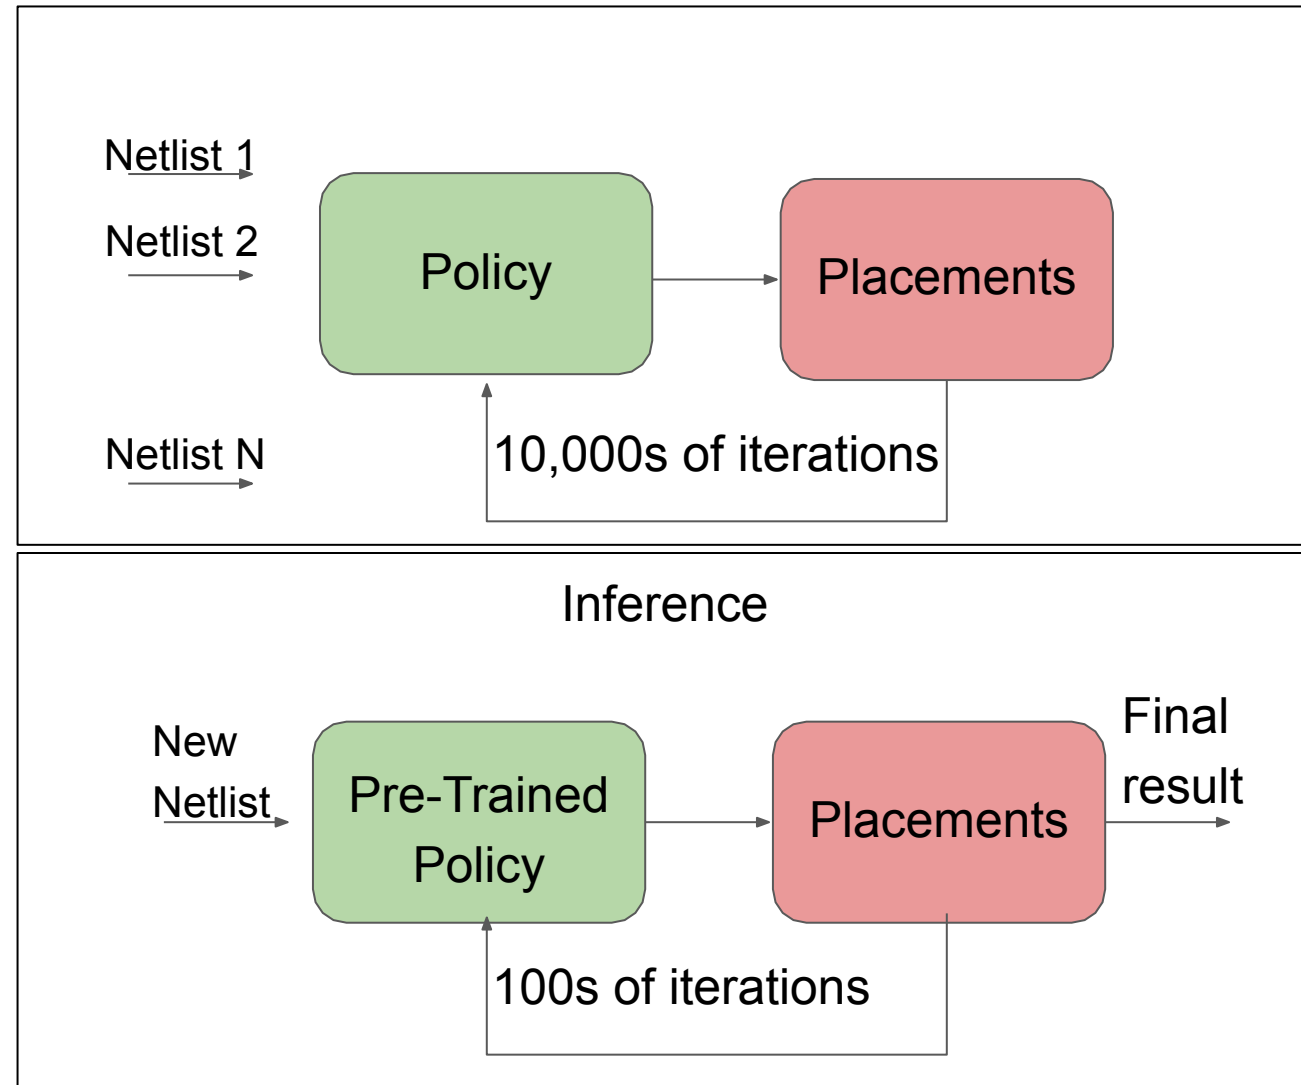 Netlist 1
Netlist 2
Netlist N
Policy
Placements
10,000s of iterations
Inference
New
Netlist
Pre-Trained
Policy
Placements
Final
result
100s of iterations